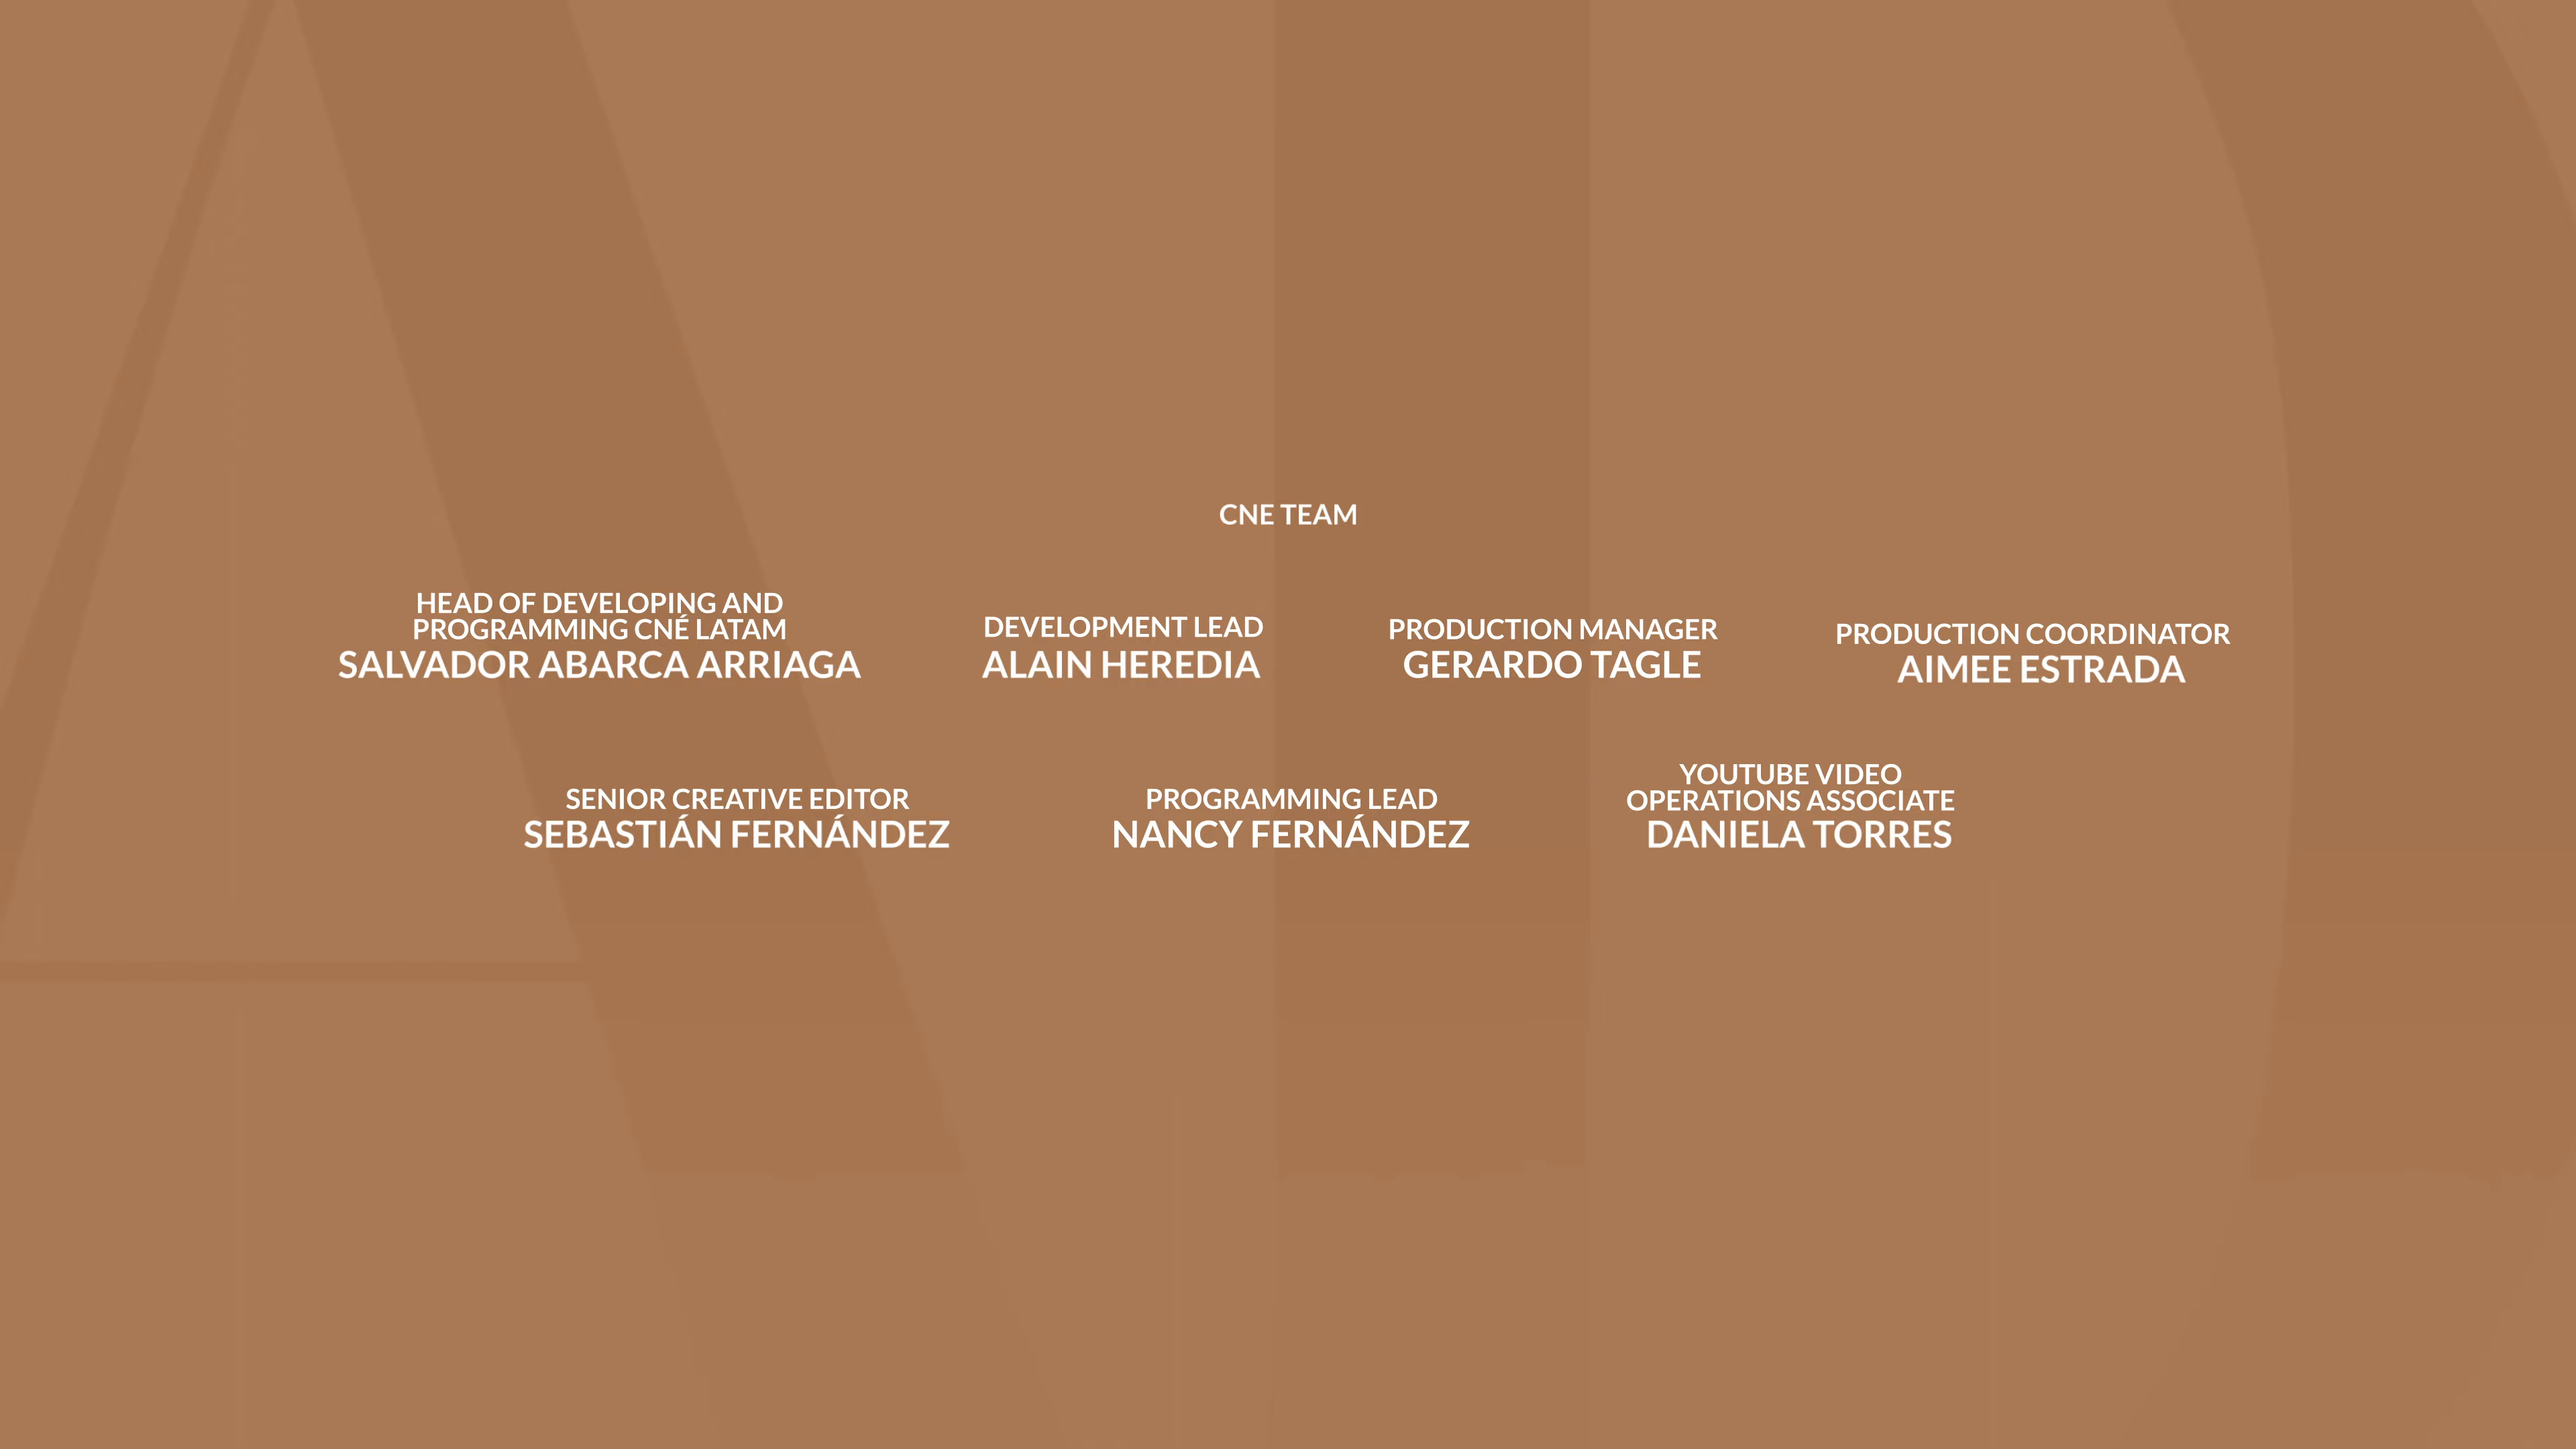 CNE TEAM
HEAD OF DEVELOPING AND
PROGRAMMING CNÉ LATAM
SALVADOR ABARCA ARRIAGA
DEVELOPMENT LEAD
ALAIN HEREDIA
PRODUCTION MANAGER
GERARDO TAGLE
PRODUCTION COORDINATOR
AIMEE ESTRADA
SENIOR CREATIVE EDITOR
SEBASTIÁN FERNÁNDEZ
PROGRAMMING LEAD
NANCY FERNÁNDEZ
YOUTUBE VIDEO
OPERATIONS ASSOCIATE
DANIELA TORRES